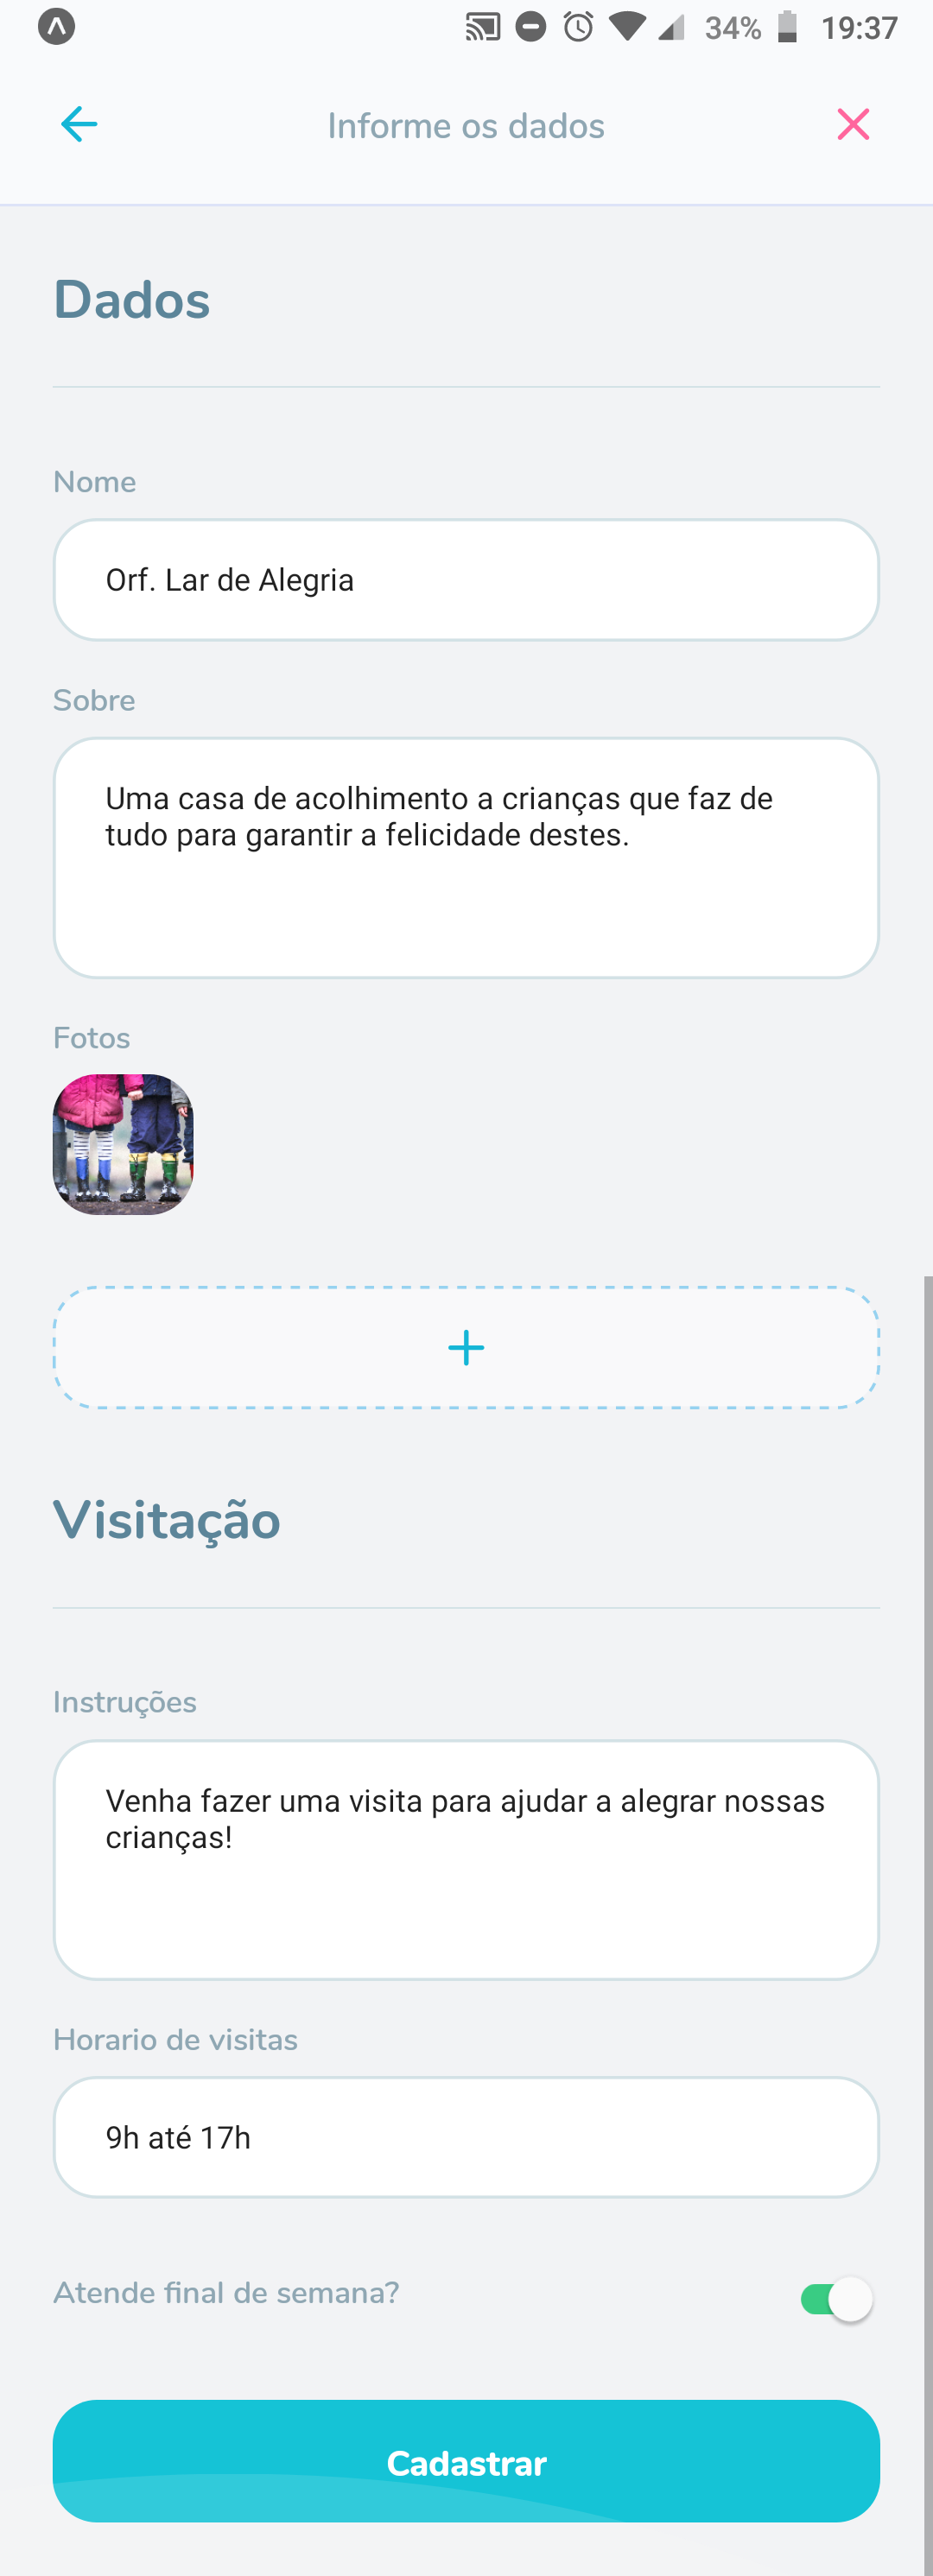 34% 19:37
Informe os dados
Dados
Nome
Orf. Lar de Alegria
Sobre
Uma casa de acolhimento a crianças que faz de
tudo para garantir a felicidade destes.
Fotos
Visitação
Instruções
Venha fazer uma visita para ajudar a alegrar nossas
crianças!
Horario de visitas
9h até 17h
Atende final de semana?
Cadastrar